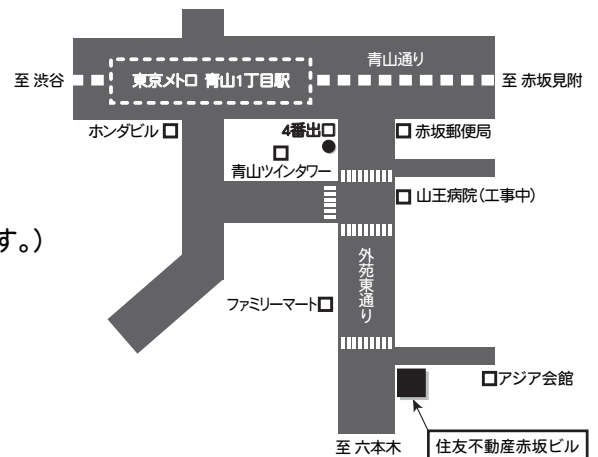 青山通り
至 渋谷
東京メトロ 青山1丁目駅
至 赤坂見附
ホンダビル
4番出口
赤坂郵便局
青山ツインタワー
山王病院（工事中）
す。）
外苑東通り
ファミリーマート
アジア会館
至 六本木
住友不動産赤坂ビル